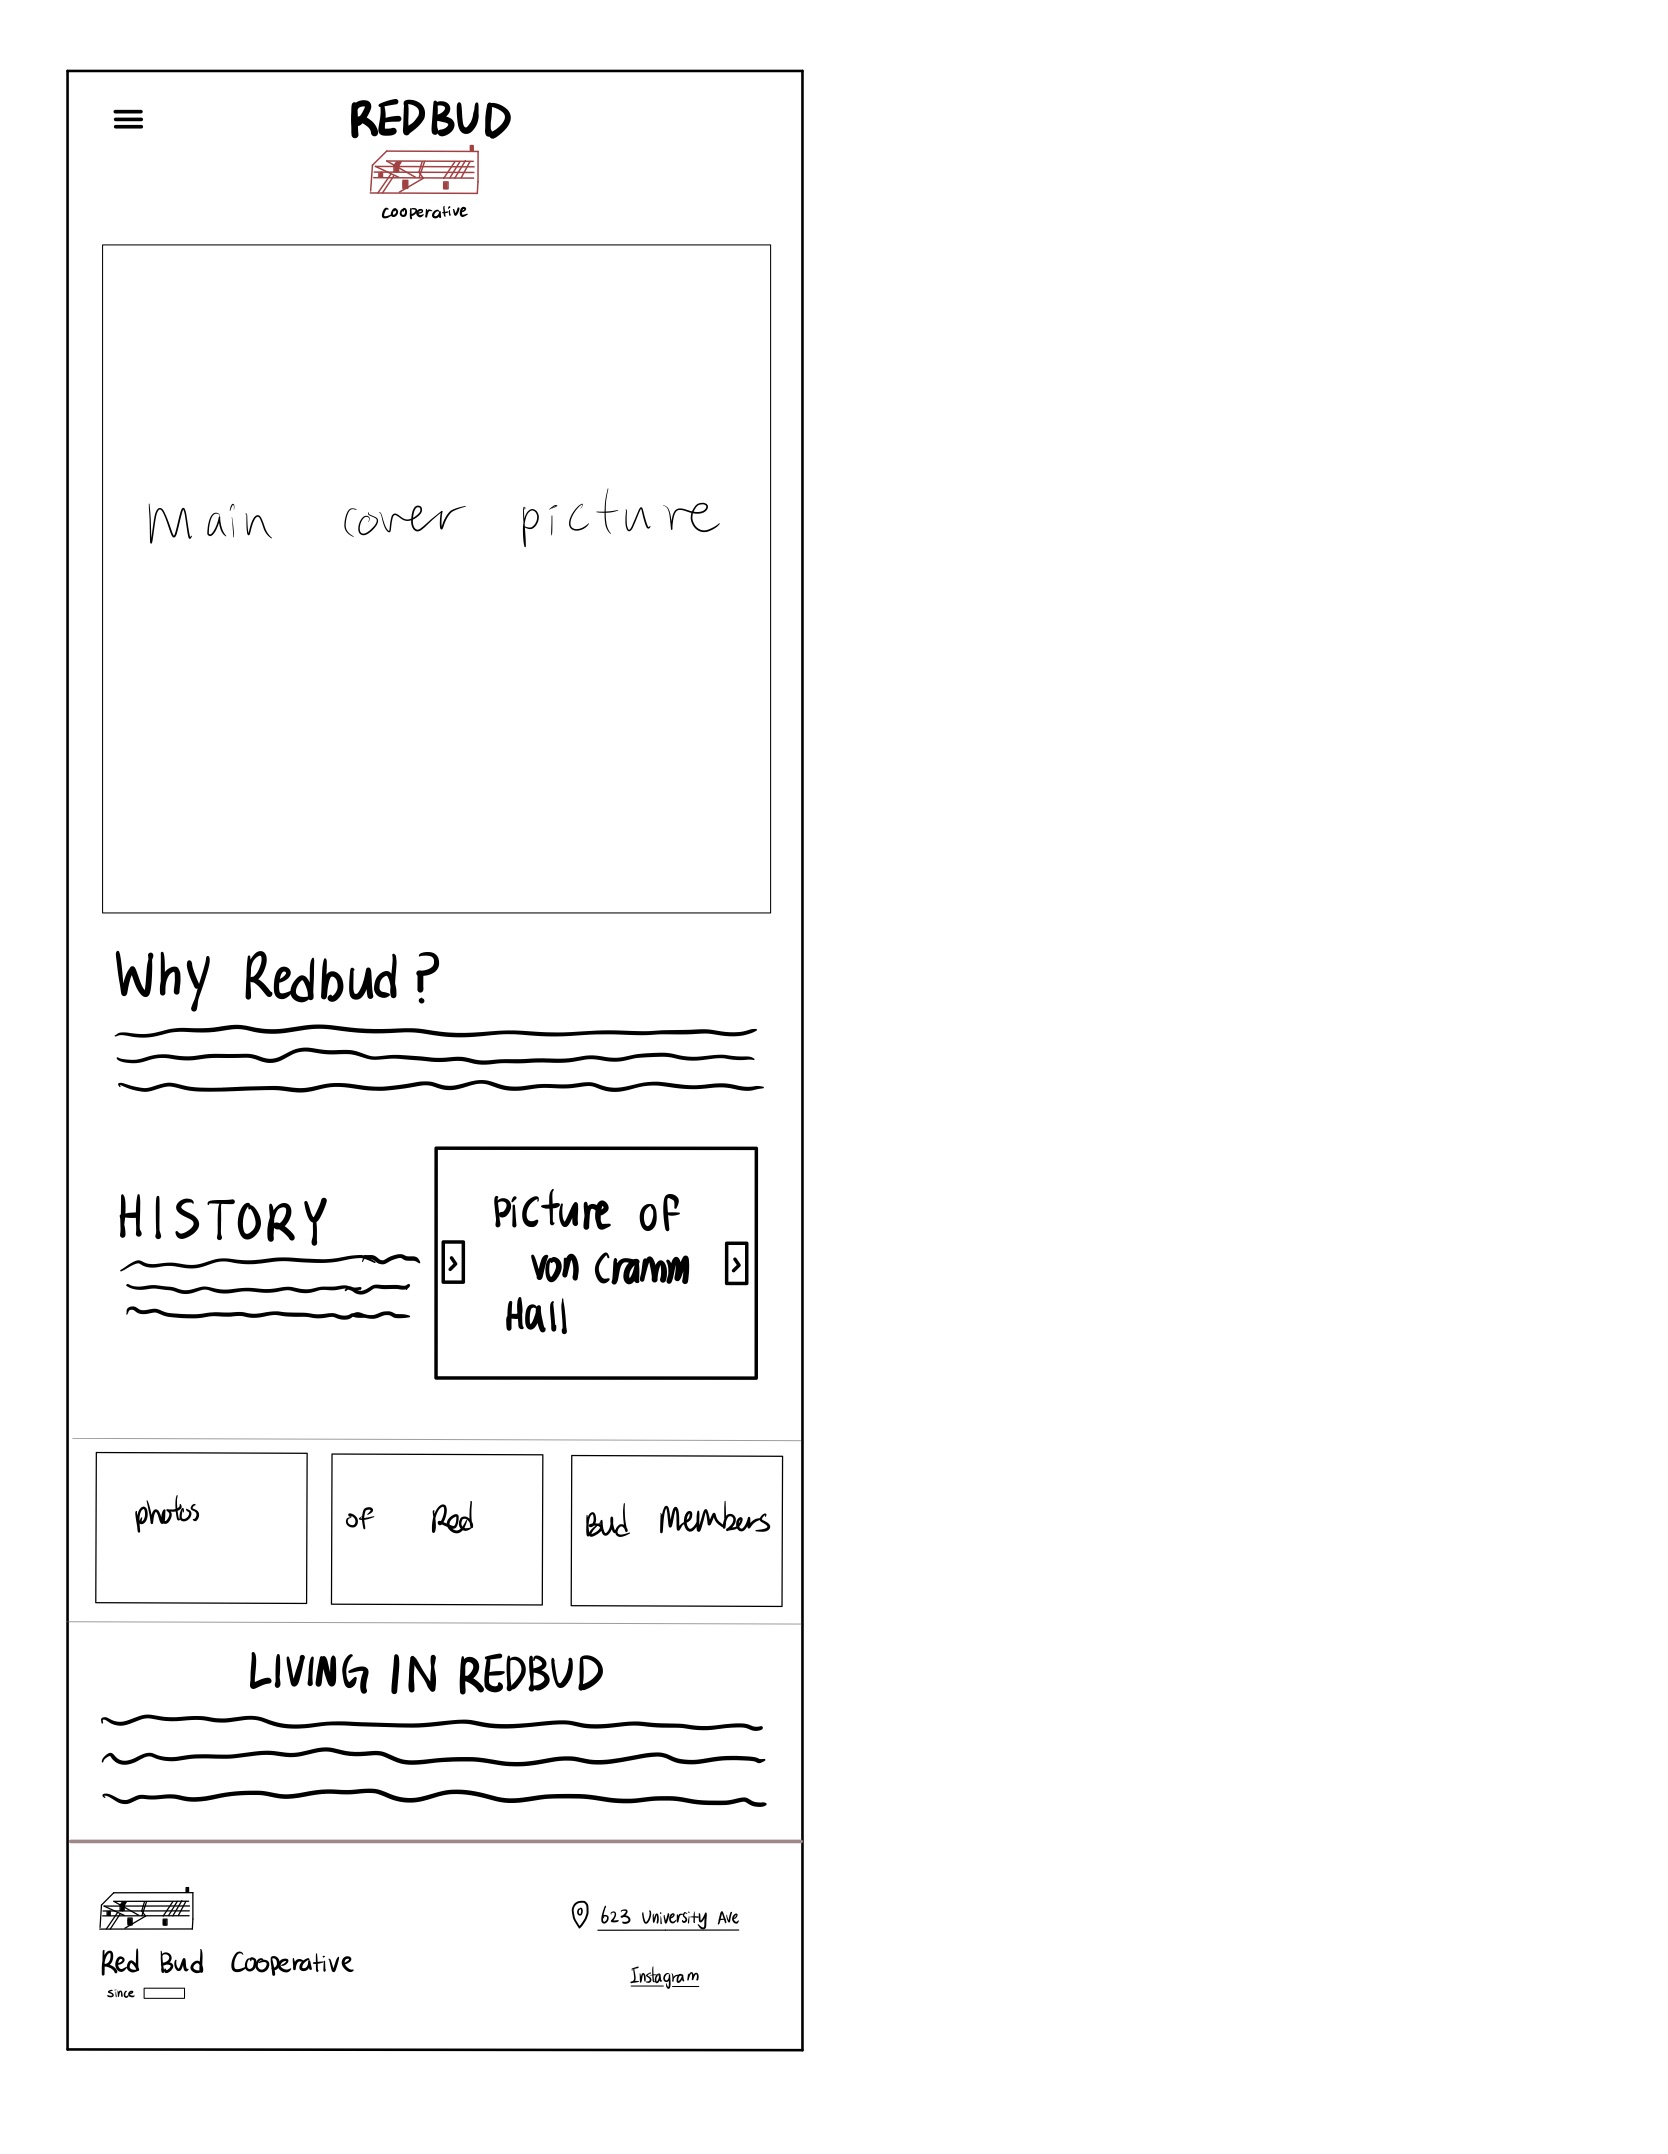 REDBUD
cooperative
Main cover picture
Why Redbud?
HISTORY
picture of
von Cramm
Hall
photos of Red Bud Members
LIVING IN REDBUD
623 University Ave
Red Bud Cooperative
Instagram
since